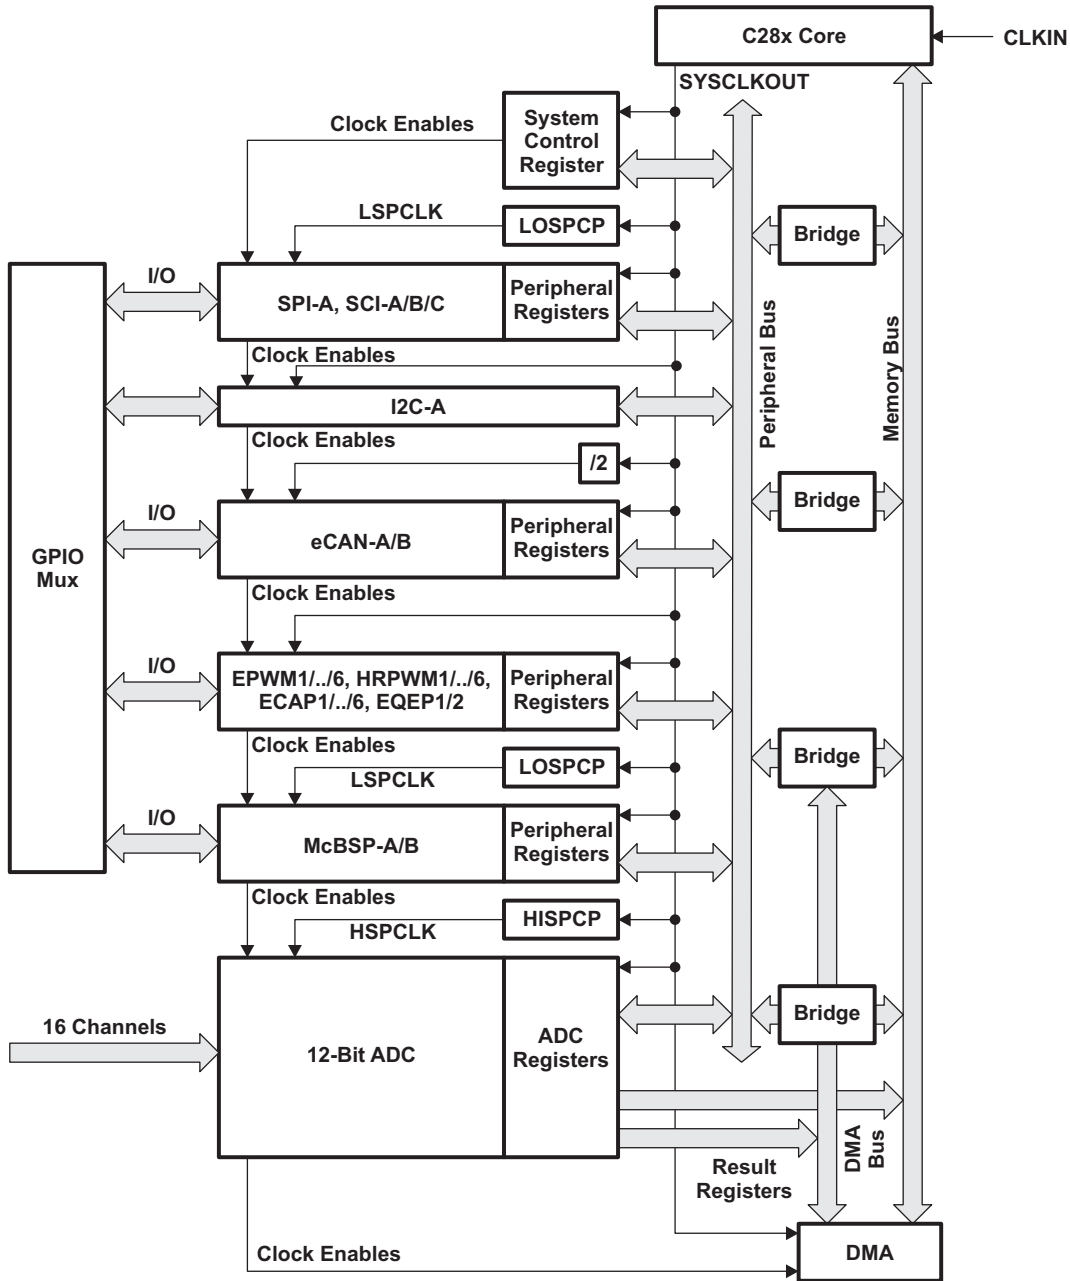 C28x Core
CLKIN
SYSCLKOUT
Clock Enables
System
Control
Register
LSPCLK
LOSPCP
Bridge
I/O
SPI-A, SCI-A/B/C
Peripheral
Registers
Peripheral Bus
Memory Bus
Clock Enables
I2C-A
Clock Enables
/2
Bridge
I/O
eCAN-A/B
Peripheral
Registers
GPIO
Mux
Clock Enables
I/O
EPWM1/../6, HRPWM1/../6,
ECAP1/../6, EQEP1/2
Peripheral
Registers
Clock Enables
LSPCLK
LOSPCP
Bridge
I/O
McBSP-A/B
Peripheral
Registers
Clock Enables
HSPCLK
HISPCP
16 Channels
12-Bit ADC
ADC
Registers
Bridge
DMA
Bus
Result
Registers
Clock Enables
DMA